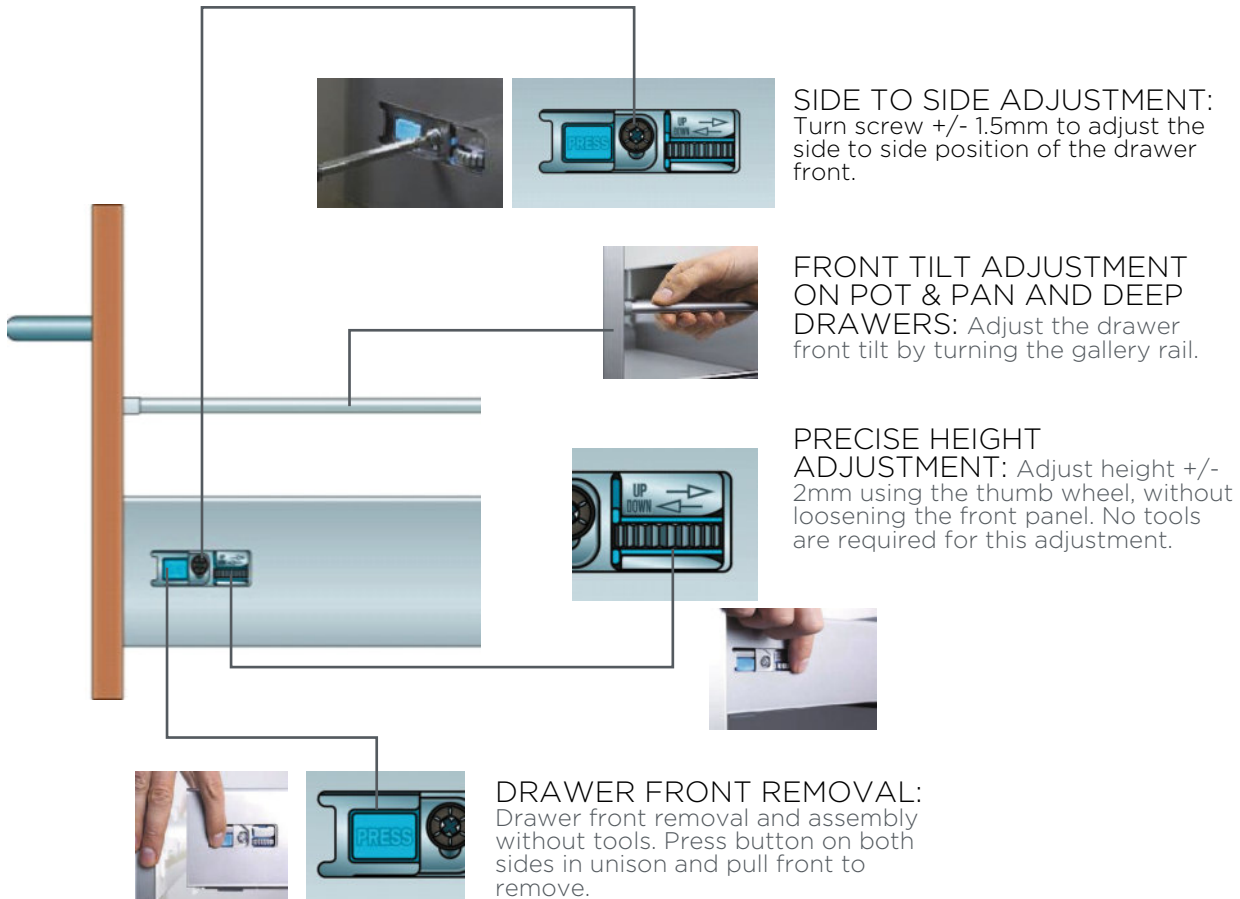 PRESS
UP
DOWN
SIDE TO SIDE ADJUSTMENT:
Turn screw +/- 1.5mm to adjust the
side to side position of the drawer
front.
FRONT TILT ADJUSTMENT
ON POT & PAN AND DEEP
DRAWERS: Adjust the drawer
front tilt by turning the gallery rail.
UP
DOWN
PRECISE HEIGHT
ADJUSTMENT: Adjust height +/-
2mm using the thumb wheel, without
loosening the front panel. No tools
are required for this adjustment.
PRESS
DRAWER FRONT REMOVAL:
Drawer front removal and assembly
without tools. Press button on both
sides in unison and pull front to
remove.